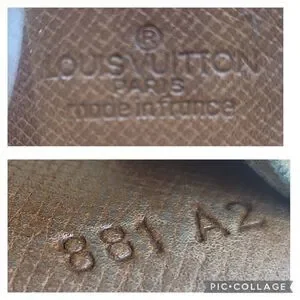 ®
LOUIS VUITTON
PARIS
made in france
881 A2
PIC•COLLAGE